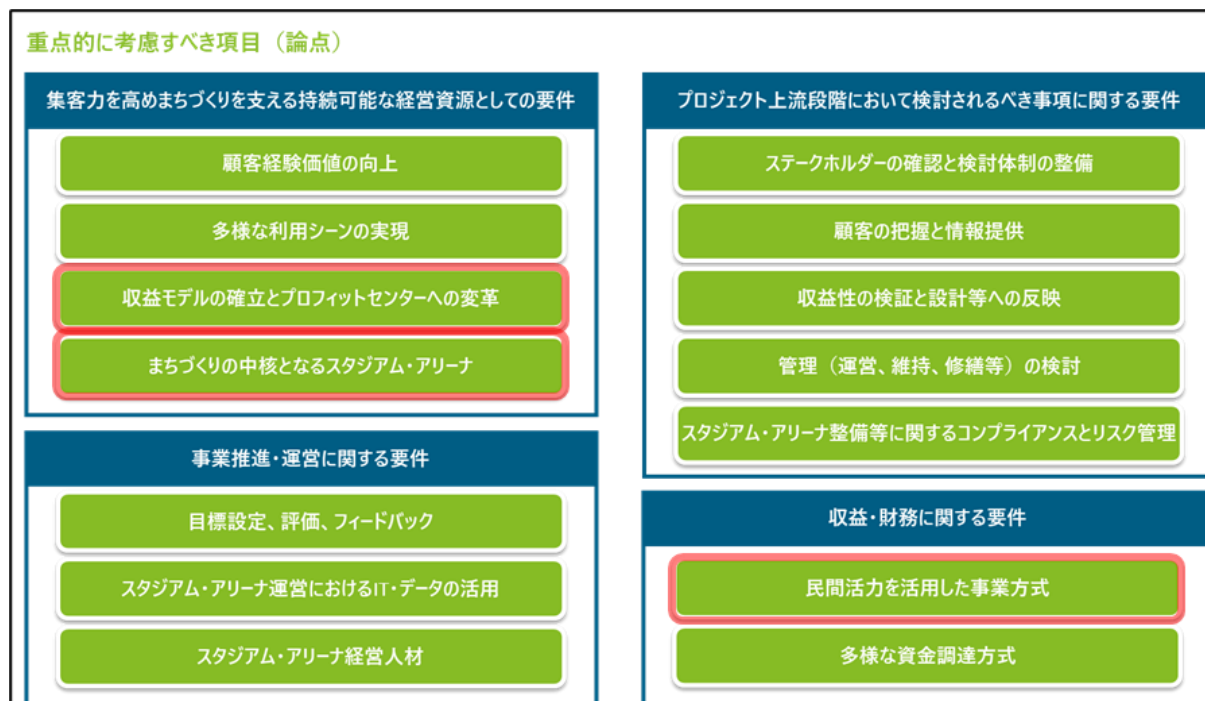 重点的に考慮すべき項目（論点）
集客力を高めまちづくりを支える持続可能な経営資源としての要件
顧客経験価値の向上
多様な利用シーンの実現
収益モデルの確立とプロフィットセンターへの変革
まちづくりの中核となるスタジアム・アリーナ
事業推進・運営に関する要件
目標設定、評価、フィードバック
スタジアム・アリーナ運営におけるIT・データの活用
スタジアム・アリーナ経営人材
プロジェクト上流段階において検討されるべき事項に関する要件
ステークホルダーの確認と検討体制の整備
顧客の把握と情報提供
収益性の検証と設計等への反映
管理（運営、維持、修繕等）の検討
スタジアム・アリーナ整備等に関するコンプライアンスとリスク管理
収益・財務に関する要件
民間活力を活用した事業方式
多様な資金調達方式